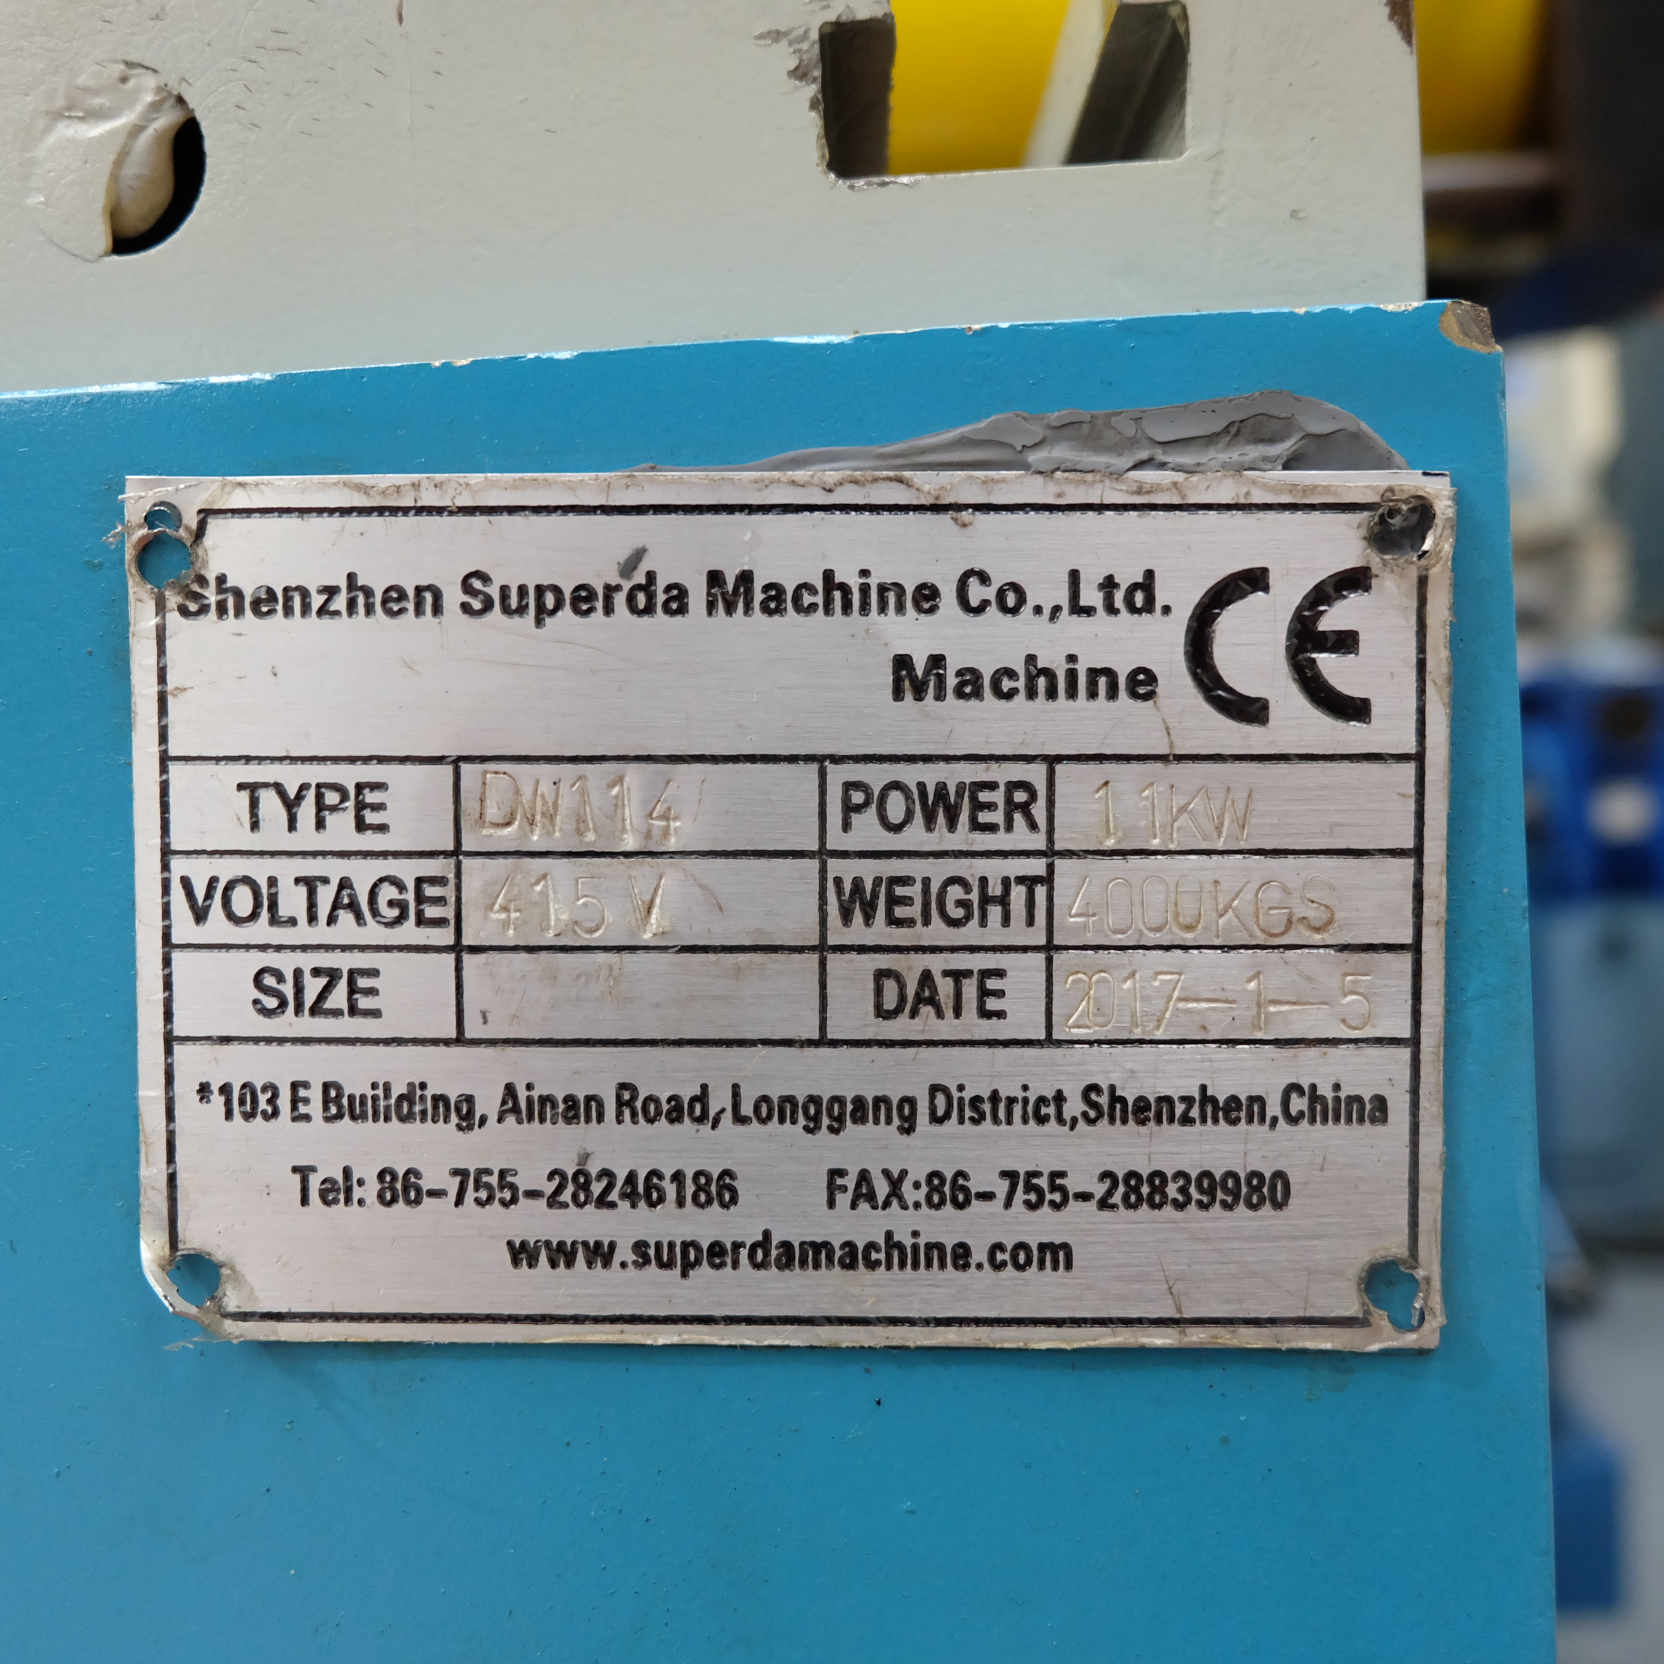 Shenzhen Superda Machine Co.,Ltd.
Machine CE
TYPE DW114 POWER 11KW
VOLTAGE 415V WEIGHT 4000KGS
SIZE DATE 2017-1-5
*103 E Building, Ainan Road, Longgang District,Shenzhen,China
Tel: 86-755-28246186 FAX:86-755-28839980
www.superdamachine.com